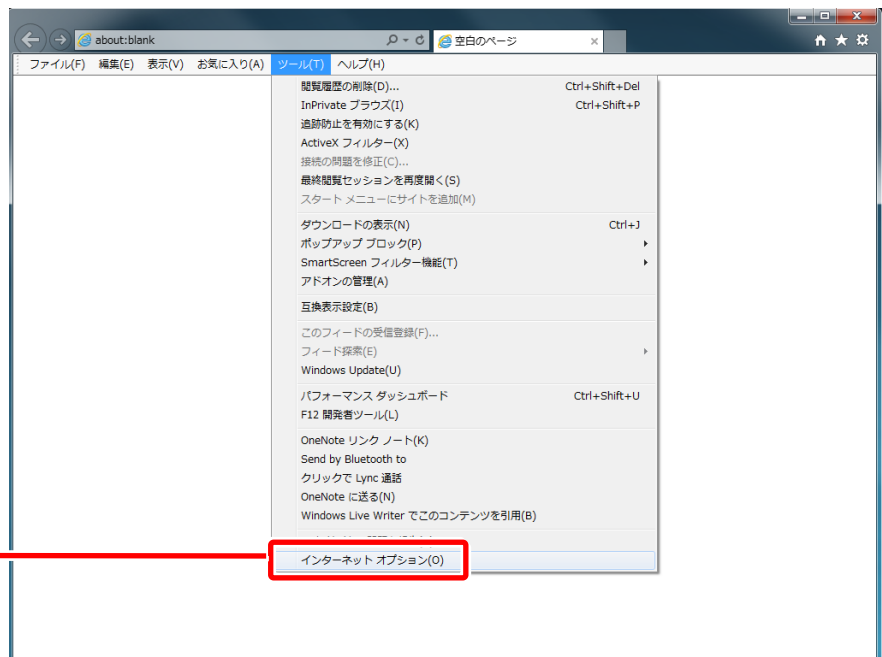 about:blank
空白のページ
ファイル(F) 編集(E) 表示(V) お気に入り(A) ツール(T) ヘルプ(H)
閲覧履歴の削除(D)... Ctrl+Shift+Del
InPrivate ブラウズ(I) Ctrl+Shift+P
追跡防止を有効にする(K)
ActiveX フィルター(X)
接続の問題を修正(C)...
最終閲覧セッションを再度開く(S)
スタート メニューにサイトを追加(M)
ダウンロードの表示(N) Ctrl+J
ポップアップ ブロック(P)
SmartScreen フィルター機能(T)
アドオンの管理(A)
互換表示設定(B)
このフィードの受信登録(F)...
フィード探索(E)
Windows Update(U)
パフォーマンス ダッシュボード Ctrl+Shift+U
F12 開発者ツール(L)
OneNote リンク ノート(K)
Send by Bluetooth to
クリックで Lync 通話
OneNote に送る(N)
Windows Live Writer でこのコンテンツを引用(B)
インターネット オプション(O)